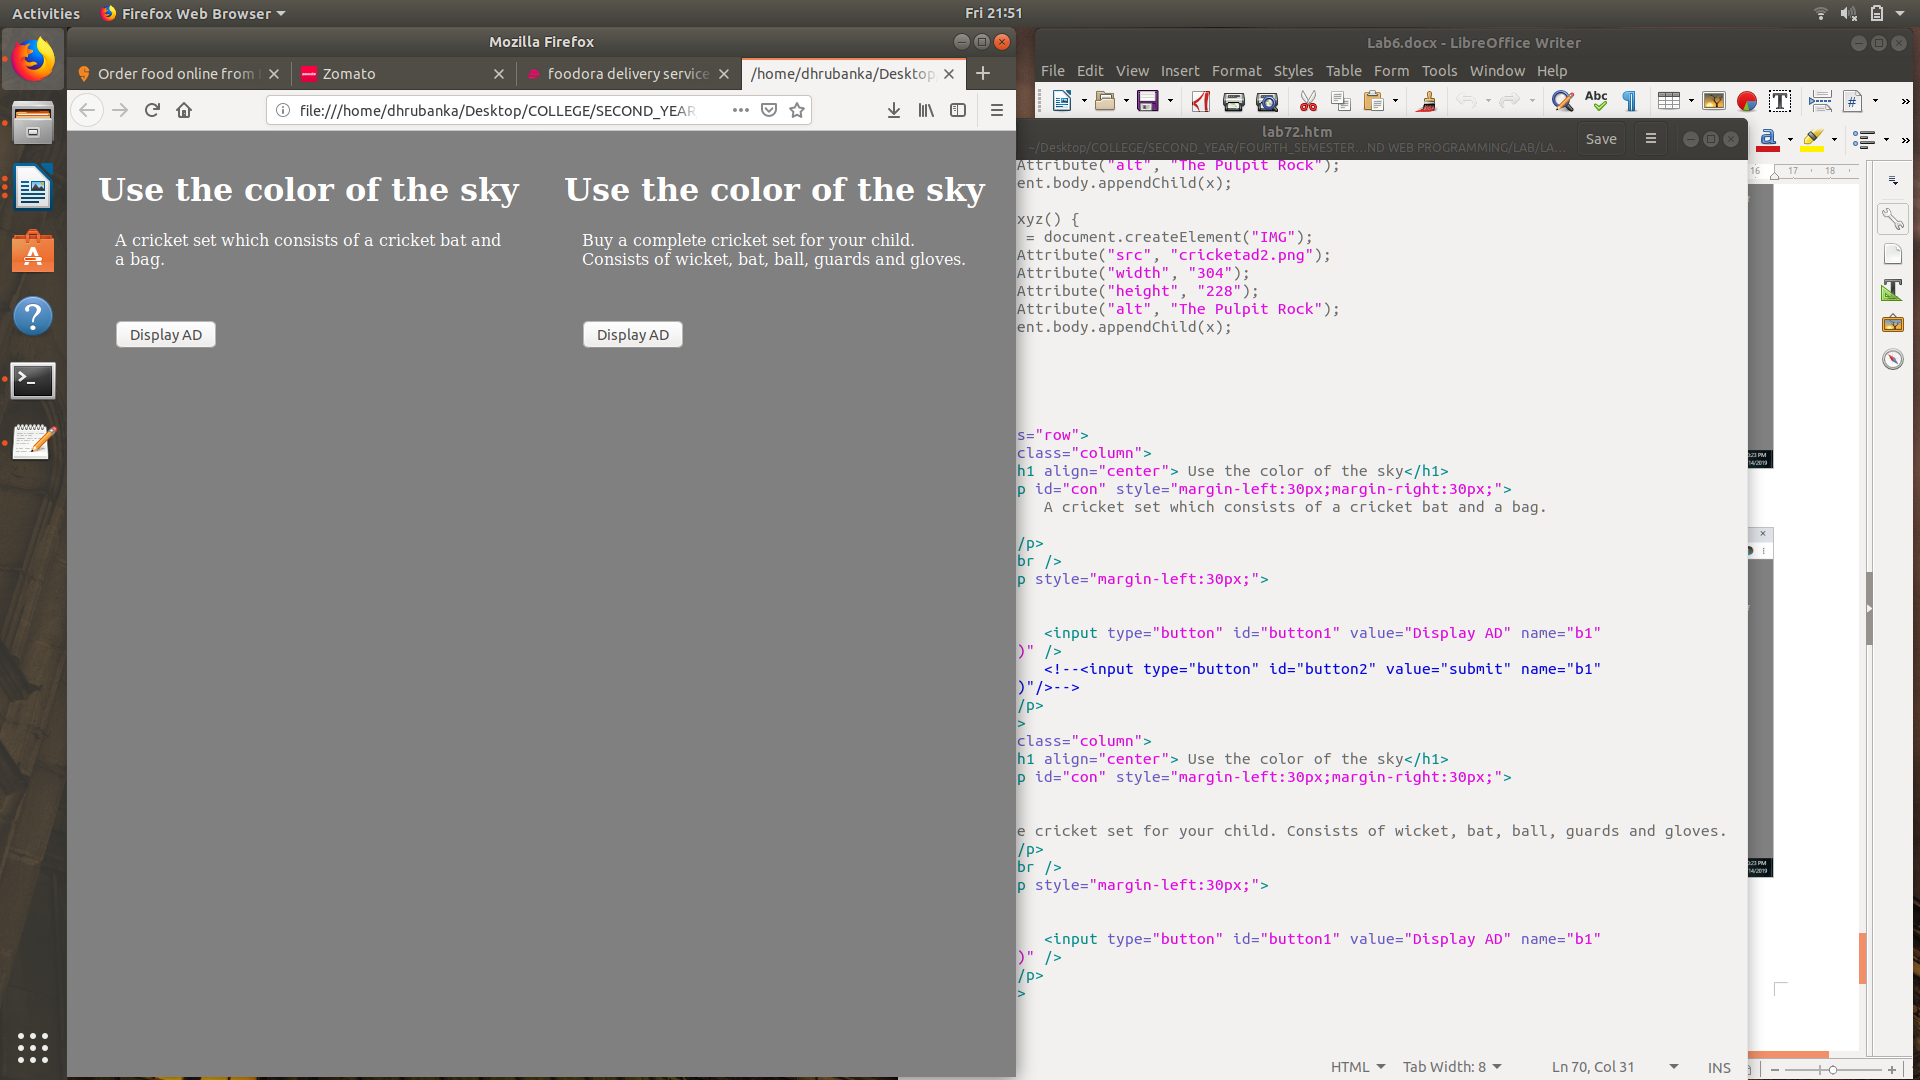 Activities
Firefox Web Browser
Fri 21:51
Mozilla Firefox
Order food online from
Zomato
foodora delivery service
/home/dhrubanka/Desktop
file:///home/dhrubanka/Desktop/COLLEGE/SECOND_YEAR
Use the color of the sky
A cricket set which consists of a cricket bat and
a bag.
Display AD
Use the color of the sky
Buy a complete cricket set for your child.
Consists of wicket, bat, ball, guards and gloves.
Display AD
Lab6.docx - LibreOffice Writer
File Edit View Insert Format Styles Table Form Tools Window Help
16 17 18
lab72.htm
~/Desktop/COLLEGE/SECOND_YEAR/FOURTH_SEMESTER...ND WEB PROGRAMMING/LAB/LA...
Save
Attribute("alt", "The Pulpit Rock");
ent.body.appendChild(x);
xyz() {
= document.createElement("IMG");
Attribute("src", "cricketad2.png");
Attribute("width", "304");
Attribute("height", "228");
Attribute("alt", "The Pulpit Rock");
ent.body.appendChild(x);
s="row">
class="column">
h1 align="center"> Use the color of the sky</h1>
p id="con" style="margin-left:30px;margin-right:30px;">
A cricket set which consists of a cricket bat and a bag.
/p>
br />
p style="margin-left:30px;">
<input type="button" id="button1" value="Display AD" name="b1"
)" />
<!--<input type="button" id="button2" value="submit" name="b1"
)"/>-->
/p>
>
class="column">
h1 align="center"> Use the color of the sky</h1>
p id="con" style="margin-left:30px;margin-right:30px;">
e cricket set for your child. Consists of wicket, bat, ball, guards and gloves.
/p>
br />
p style="margin-left:30px;">
<input type="button" id="button1" value="Display AD" name="b1"
)" />
/p>
>
HTML
Tab Width: 8
Ln 70, Col 31
INS